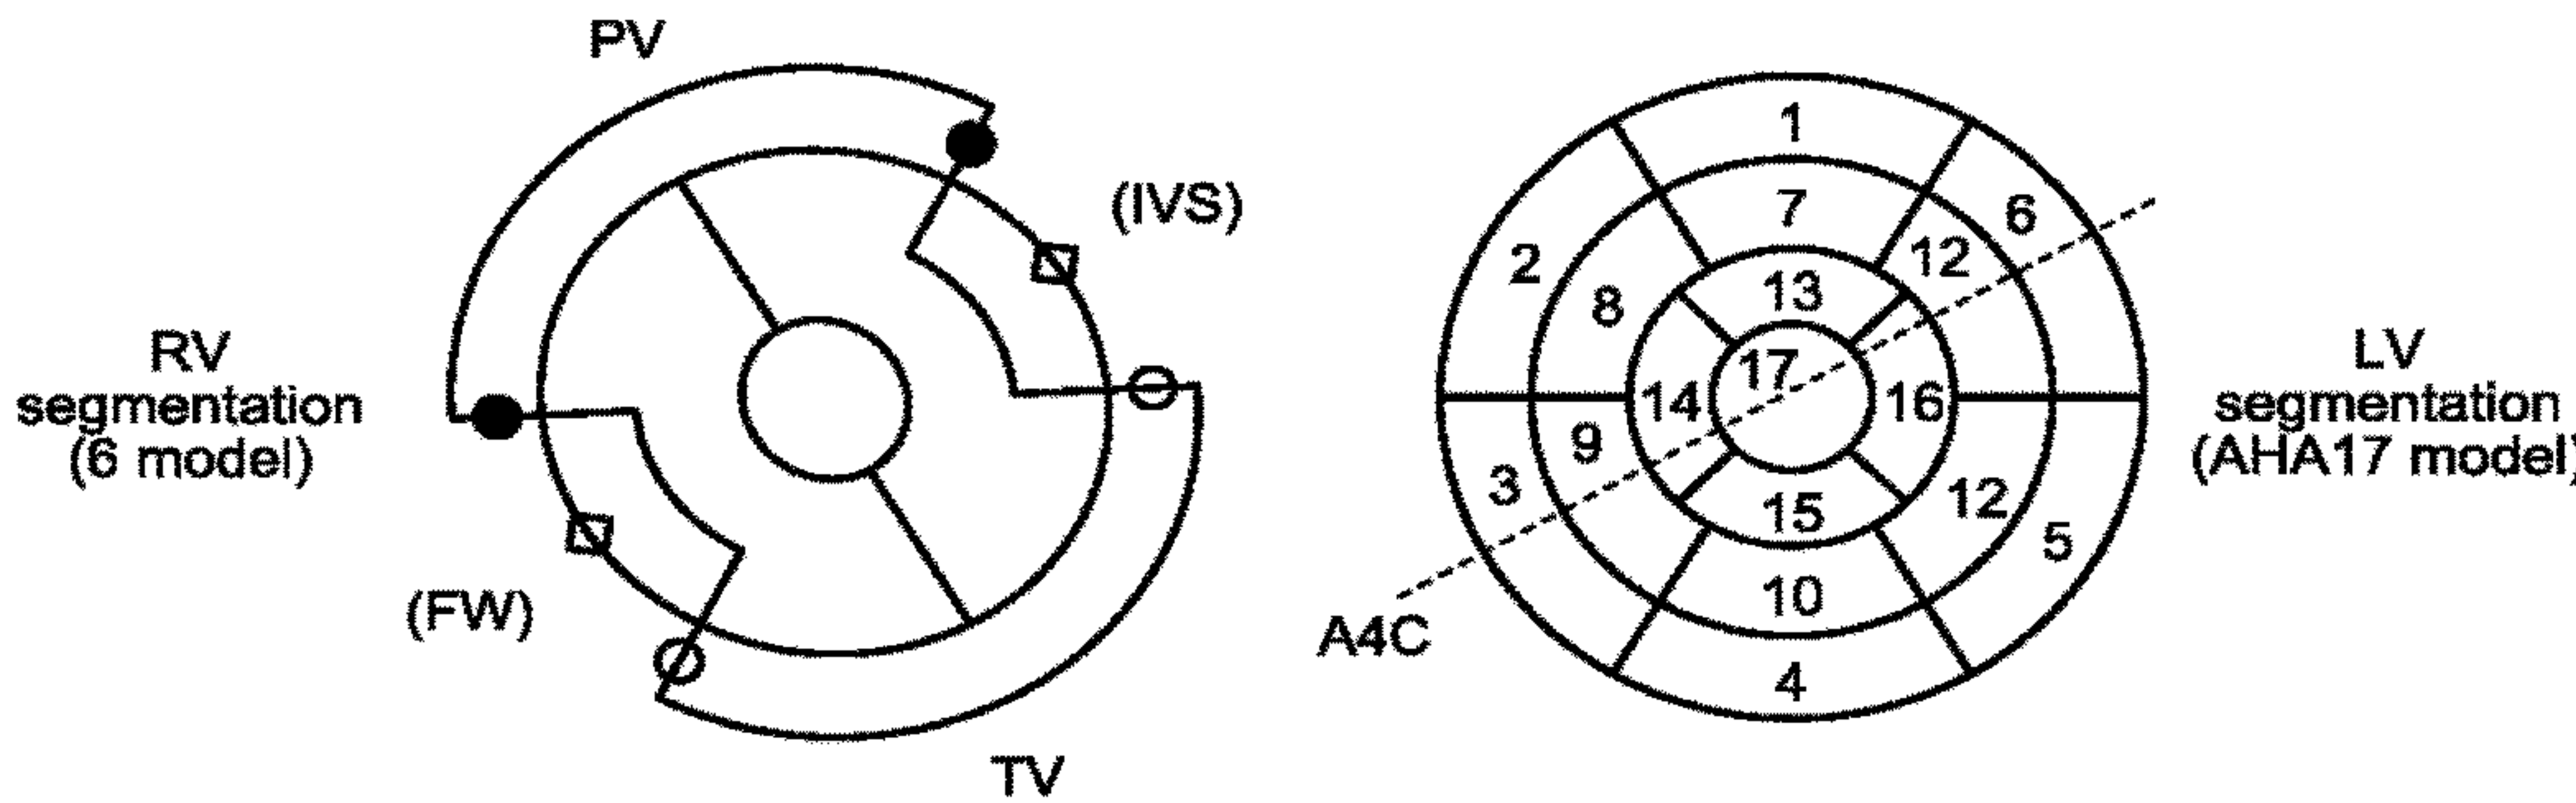 PV
(IVS)
RV
segmentation
(6 model)
(FW)
TV
1
6
7
2
12
13
8
17
14
16
9
3
15
12
5
10
4
A4C
LV
segmentation
(AHA17 model)